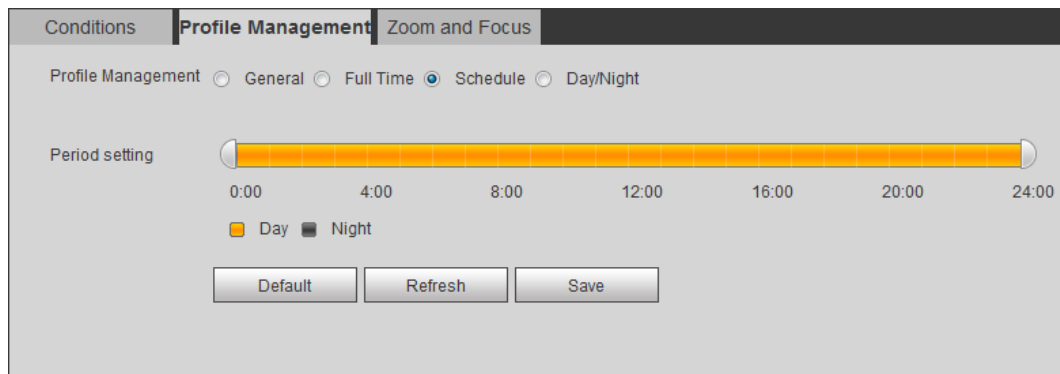 Conditions Profile Management Zoom and Focus
Profile Management General Full Time Schedule Day/Night
Period setting
0:00 4:00 8:00 12:00 16:00 20:00 24:00
Day Night
Default Refresh Save